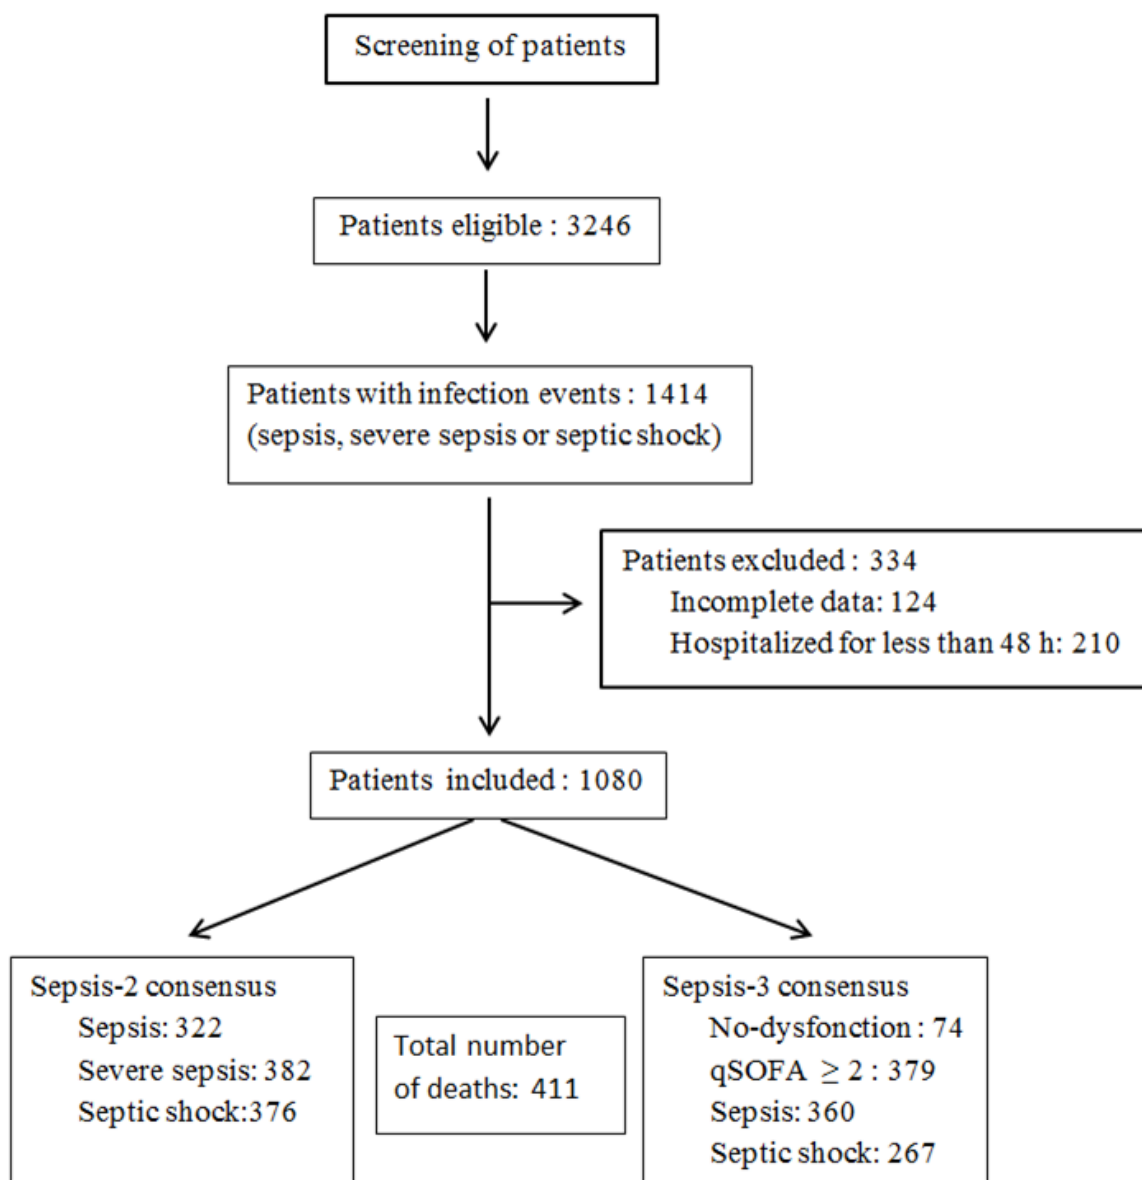 Screening of patients
Patients eligible : 3246
Patients with infection events : 1414
(sepsis, severe sepsis or septic shock)
Patients excluded : 334
Incomplete data: 124
Hospitalized for less than 48 h: 210
Patients included : 1080
Sepsis-2 consensus
Sepsis: 322
Severe sepsis: 382
Septic shock:376
Total number
of deaths: 411
Sepsis-3 consensus
No-dysfonction : 74
qSOFA ≥ 2 : 379
Sepsis: 360
Septic shock: 267